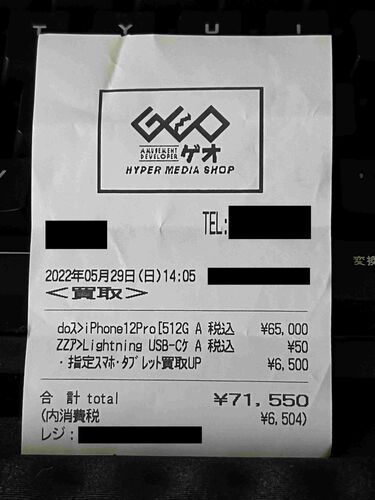 GEO
AMUSEMENT
DEVELOPER ゲオ
HYPER MEDIA SHOP
TEL:
2022年05月29日(日)14:05
<買取>
doス>iPhone12Pro[512G A 税込 ¥65,000
ZZア>Lightning USB-Cケ A 税込 ¥50
・指定スマホ・タブレット買取UP ¥6,500
合 計 total ¥71,550
(内消費税 ¥6,504)
レジ:
変換